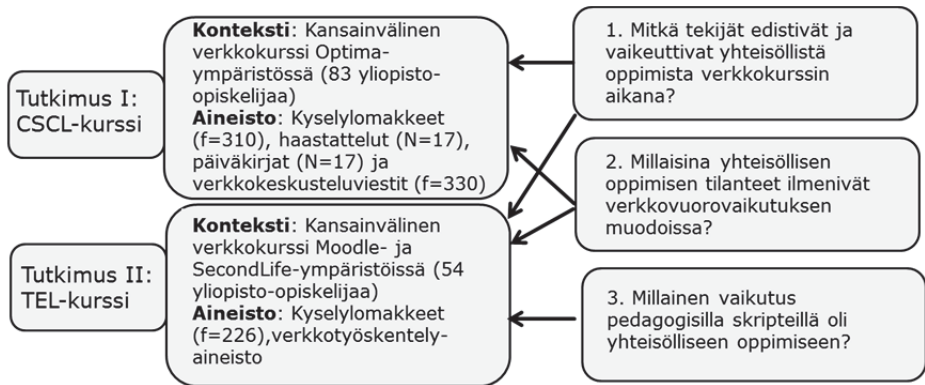 Tutkimus I:
CSCL-kurssi
Konteksti: Kansainvälinen
verkkokurssi Optima-
ympäristössä (83 yliopisto-
opiskelijaa)
Aineisto: Kyselylomakkeet
(f=310), haastattelut (N=17),
päiväkirjat (N=17) ja
verkkokeskusteluviestit (f=330)
1. Mitkä tekijät edistivät ja
vaikeuttivat yhteisöllistä
oppimista verkkokurssin
aikana?
2. Millaisina yhteisöllisen
oppimisen tilanteet ilmenivät
verkkovuorovaikutuksen
muodoissa?
Tutkimus II:
TEL-kurssi
Konteksti: Kansainvälinen
verkkokurssi Moodle- ja
SecondLife-ympäristöissä (54
yliopisto-opiskelijaa)
Aineisto: Kyselylomakkeet
(f=226),verkkotyöskentely-
aineisto
3. Millainen vaikutus
pedagogisilla skripteillä oli
yhteisölliseen oppimiseen?